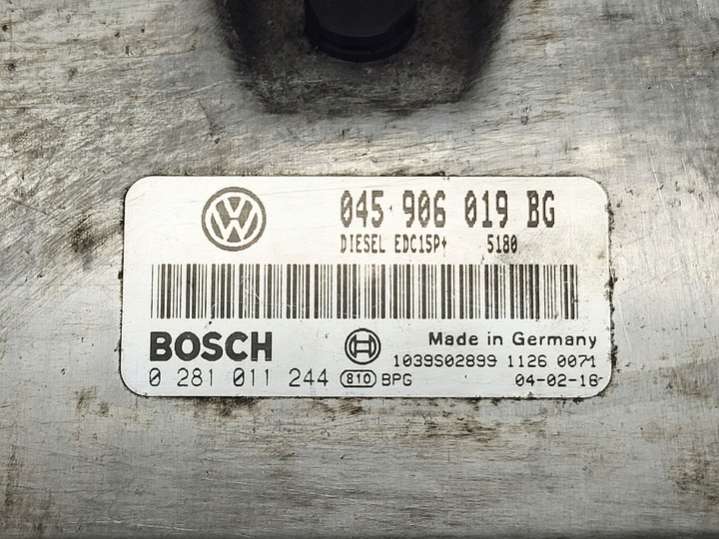 045 906 019 BG
DIESEL EDC15P+ 5180
BOSCH
Made in Germany
1039S02899 1126 0071
0 281 011 244 810 BPG 04-02-16